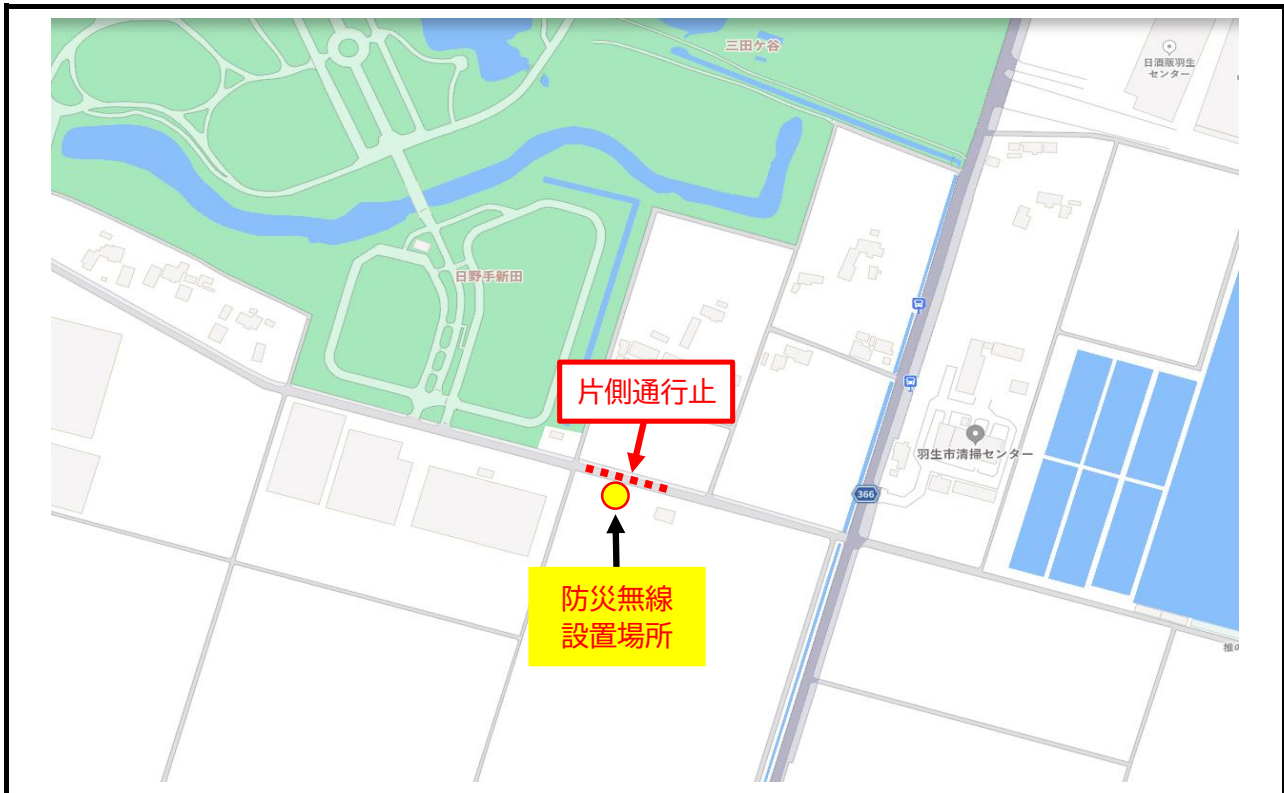 三田ケ谷
日酒販羽生
センター
日野手新田
片側通行止
羽生市清掃センター
366
防災無線
設置場所
椎の